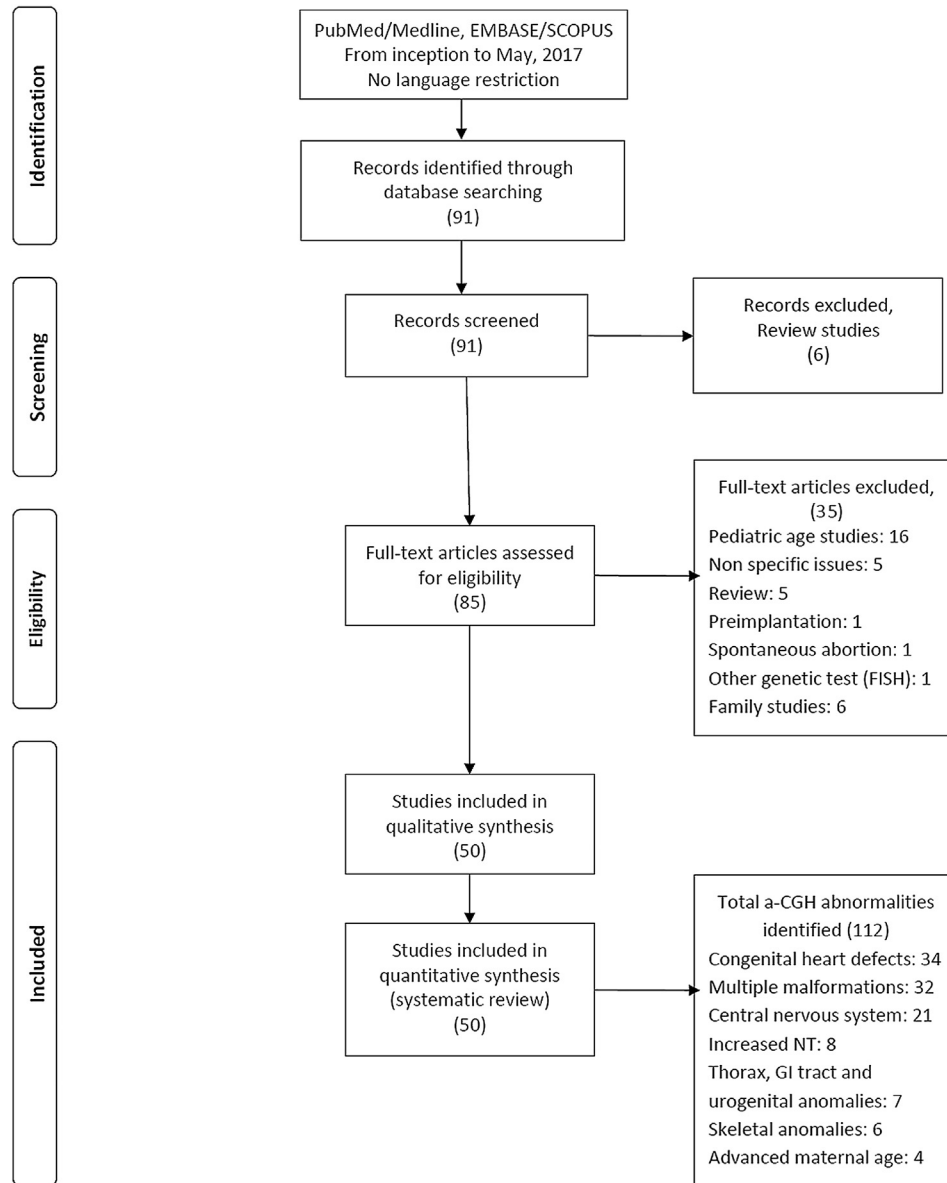 Identification
PubMed/Medline, EMBASE/SCOPUS
From inception to May, 2017
No language restriction
Records identified through
database searching
(91)
Screening
Records screened
(91)
Records excluded,
Review studies
(6)
Eligibility
Full-text articles assessed
for eligibility
(85)
Full-text articles excluded,
(35)
Pediatric age studies: 16
Non specific issues: 5
Review: 5
Preimplantation: 1
Spontaneous abortion: 1
Other genetic test (FISH): 1
Family studies: 6
Included
Studies included in
qualitative synthesis
(50)
Studies included in
quantitative synthesis
(systematic review)
(50)
Total a-CGH abnormalities
identified (112)
Congenital heart defects: 34
Multiple malformations: 32
Central nervous system: 21
Increased NT: 8
Thorax, GI tract and
urogenital anomalies: 7
Skeletal anomalies: 6
Advanced maternal age: 4